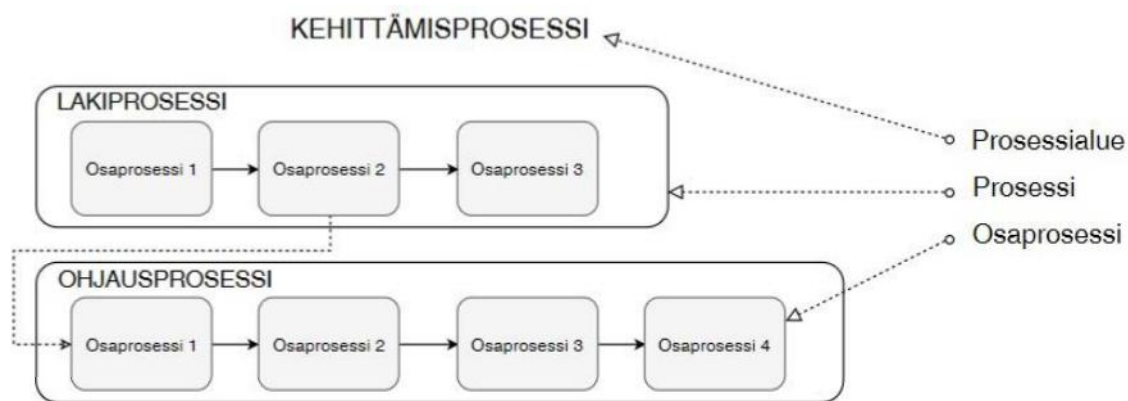 KEHITTÄMISPROSESSI
LAKIPROSESSI
Osaprosessi 1
Osaprosessi 2
Osaprosessi 3
Prosessialue
Prosessi
Osaprosessi
OHJAUSPROSESSI
Osaprosessi 1
Osaprosessi 2
Osaprosessi 3
Osaprosessi 4